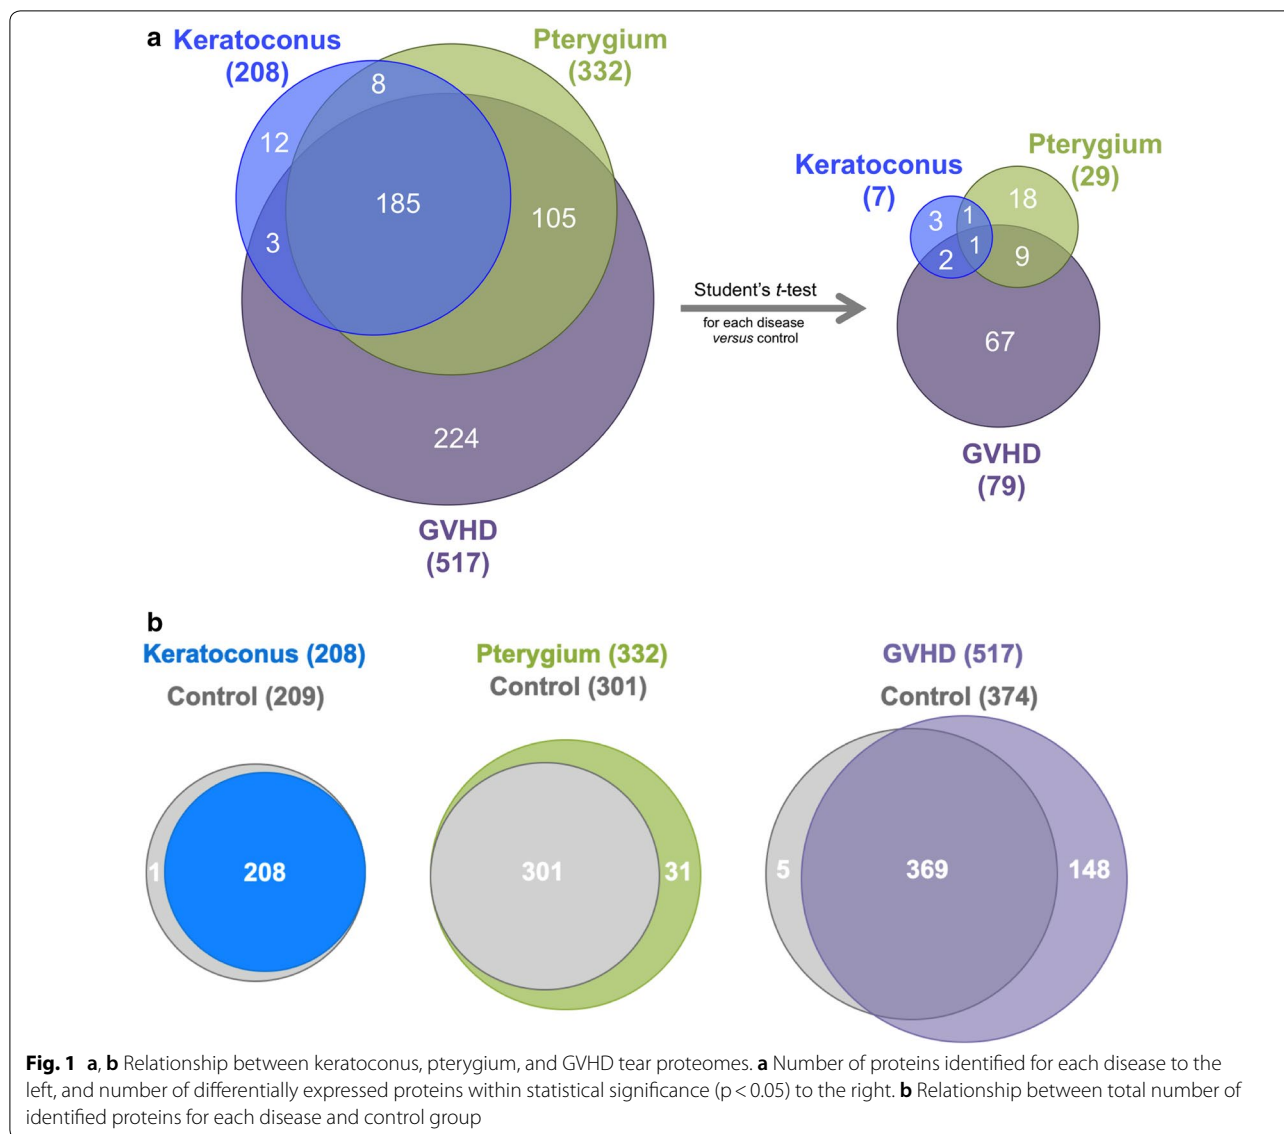 a
Keratoconus
(208)
Pterygium
(332)
8
12
185
105
3
224
GVHD
(517)
Student's t-test
for each disease
versus control
Keratoconus
(7)
Pterygium
(29)
18
3
1
1
2
9
67
GVHD
(79)
b
Keratoconus (208)
Control (209)
1
208
Pterygium (332)
Control (301)
301
31
GVHD (517)
Control (374)
5
369
148
Fig. 1 a, b Relationship between keratoconus, pterygium, and GVHD tear proteomes. a Number of proteins identified for each disease to the
left, and number of differentially expressed proteins within statistical significance (p < 0.05) to the right. b Relationship between total number of
identified proteins for each disease and control group